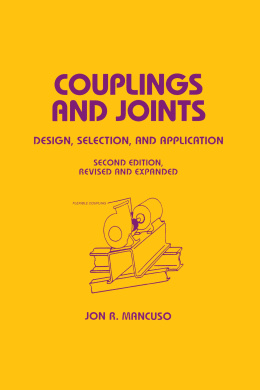 COUPLINGS
AND JOINTS
DESIGN, SELECTION, AND APPLICATION
SECOND EDITION,
REVISED AND EXPANDED
JON R. MANCUSO